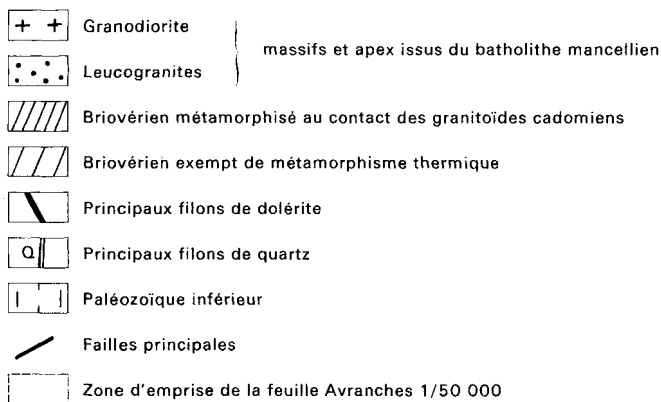 Granodiorite
massifs et apex issus du batholithe mancellien
Leucogranites
Briovérien métamorphisé au contact des granitoïdes cadomiens
Briovérien exempt de métamorphisme thermique
Principaux filons de dolérite
Q Principaux filons de quartz
Paléozoïque inférieur
Failles principales
Zone d'emprise de la feuille Avranches 1/50 000